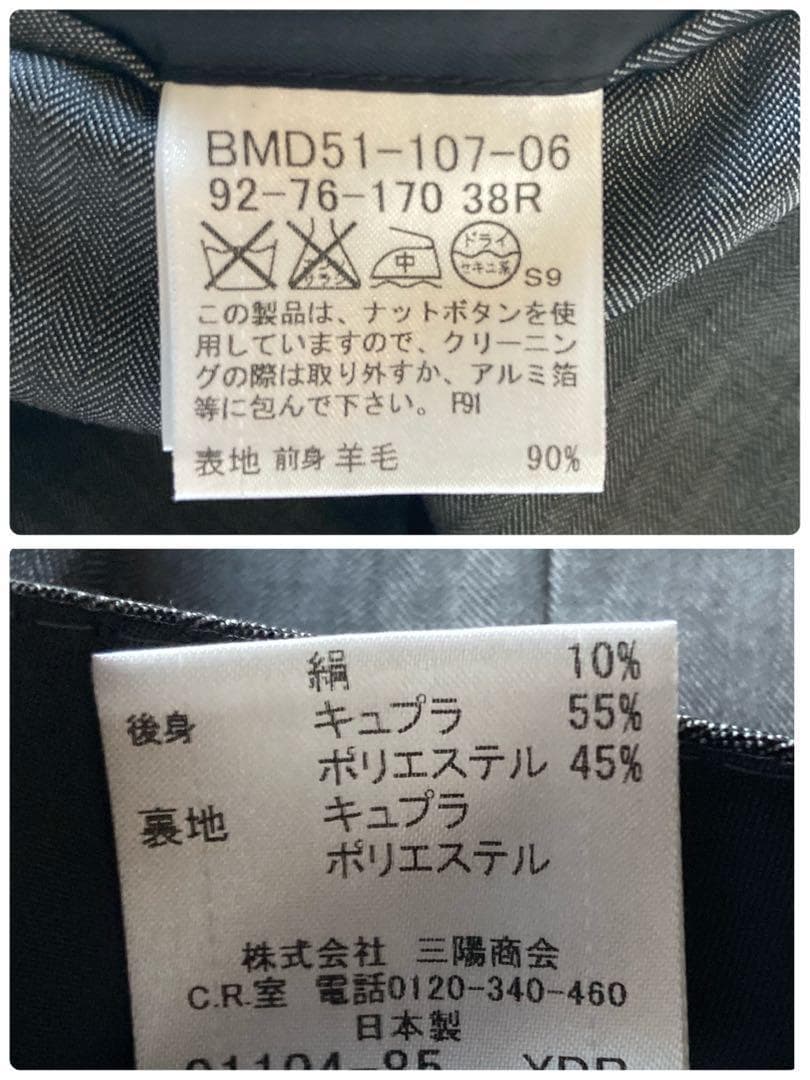 BMD51-107-06
92-76-170 38R
サラシ 中 ドライ セキユ系 S9
この製品は、ナットボタンを使
用していますので、クリーニン
グの際は取り外すか、アルミ箔
等に包んで下さい。 F91
表地 前身 羊毛 90%
絹 10%
後身 キュプラ 55%
ポリエステル 45%
裏地 キュプラ
ポリエステル
株式会社 三陽商会
C.R.室 電話0120-340-460
日本製